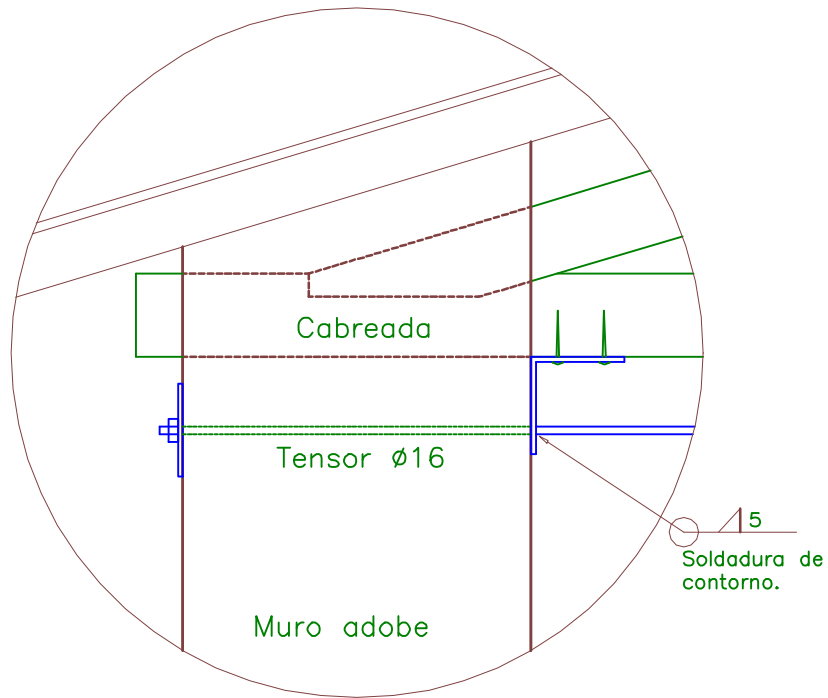 Cabreada
Tensor Ø16
5
Soldadura de
contorno.
Muro adobe